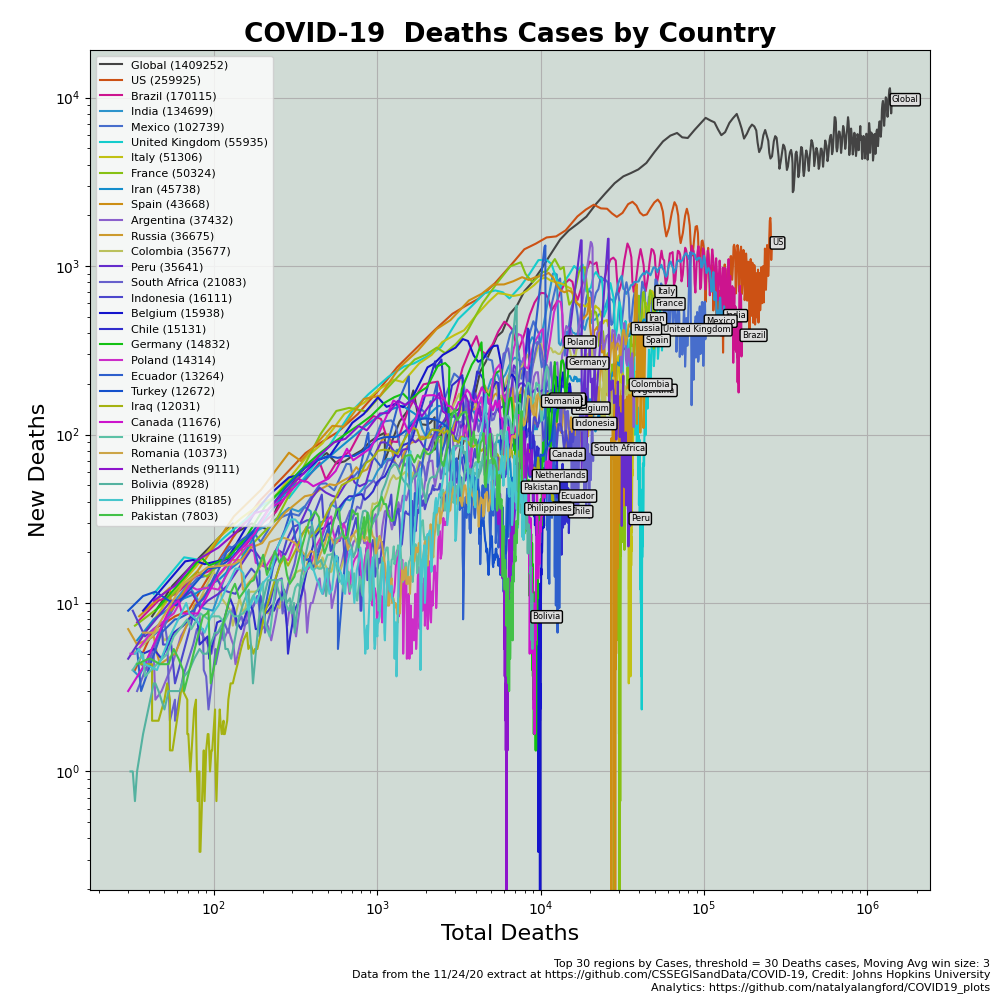 COVID-19  Deaths Cases by Country
Global (1409252)
US (259925)
Brazil (170115)
India (134699)
Mexico (102739)
United Kingdom (55935)
Italy (51306)
France (50324)
Iran (45738)
Spain (43668)
Argentina (37432)
Russia (36675)
Colombia (35677)
Peru (35641)
South Africa (21083)
Indonesia (16111)
Belgium (15938)
Chile (15131)
Germany (14832)
Poland (14314)
Ecuador (13264)
Turkey (12672)
Iraq (12031)
Canada (11676)
Ukraine (11619)
Romania (10373)
Netherlands (9111)
Bolivia (8928)
Philippines (8185)
Pakistan (7803)
Global
US
Italy
France
Iran
Mexico
Russia
United Kingdom
Brazil
Spain
Poland
Germany
Colombia
Romania
Belgium
Indonesia
South Africa
Canada
Netherlands
Pakistan
Ecuador
Philippines
Peru
Bolivia
10⁴
10³
10²
10¹
10⁰
New Deaths
10²
10³
10⁴
10⁵
10⁶
Total Deaths
Top 30 regions by Cases, threshold = 30 Deaths cases, Moving Avg win size: 3
Data from the 11/24/20 extract at https://github.com/CSSEGISandData/COVID-19, Credit: Johns Hopkins University
Analytics: https://github.com/natalyalangford/COVID19_plots